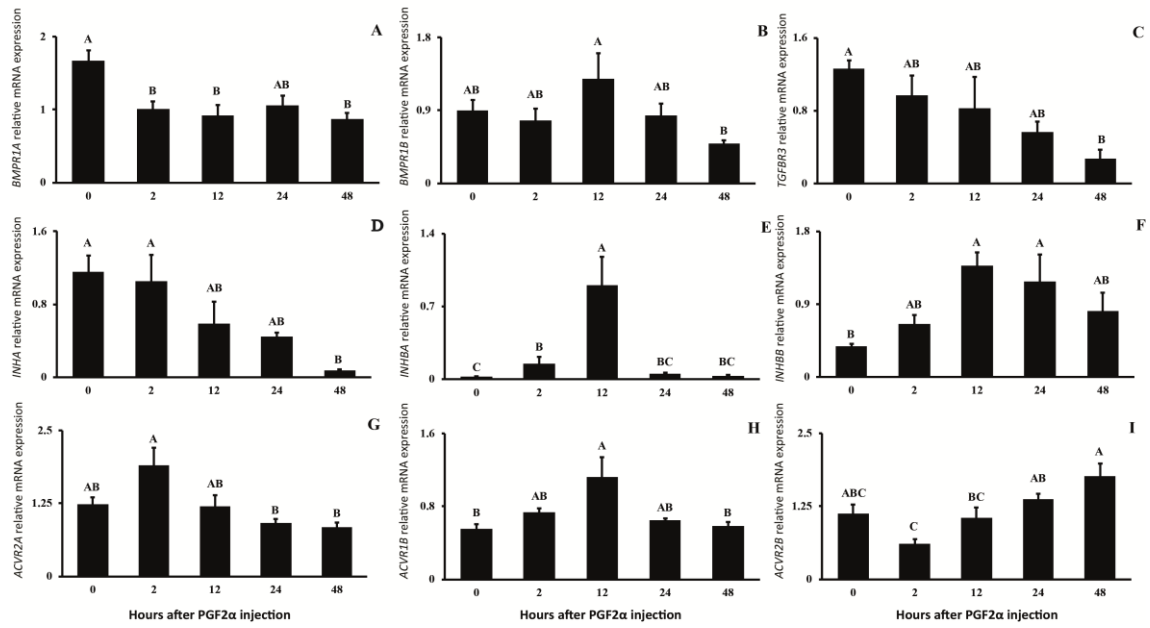 A
BMPR1A relative mRNA expression
2
1
0
A
B
B
AB
B
0 2 12 24 48
B
BMPR1B relative mRNA expression
1.8
0.9
0
AB
AB
A
AB
B
0 2 12 24 48
C
TGFBR3 relative mRNA expression
1.6
0.8
0
A
AB
AB
AB
B
0 2 12 24 48
D
INHA relative mRNA expression
1.6
0.8
0
A
A
AB
AB
B
0 2 12 24 48
E
INHBA relative mRNA expression
1.4
0.7
0
C
B
A
BC
BC
0 2 12 24 48
F
INHBB relative mRNA expression
1.8
0.9
0
B
AB
A
A
AB
0 2 12 24 48
G
ACVR2A relative mRNA expression
2.5
1.25
0
AB
A
AB
B
B
0 2 12 24 48
Hours after PGF2α injection
H
ACVR1B relative mRNA expression
1.6
0.8
0
B
AB
A
AB
B
0 2 12 24 48
Hours after PGF2α injection
I
ACVR2B relative mRNA expression
2.5
1.25
0
ABC
C
BC
AB
A
0 2 12 24 48
Hours after PGF2α injection